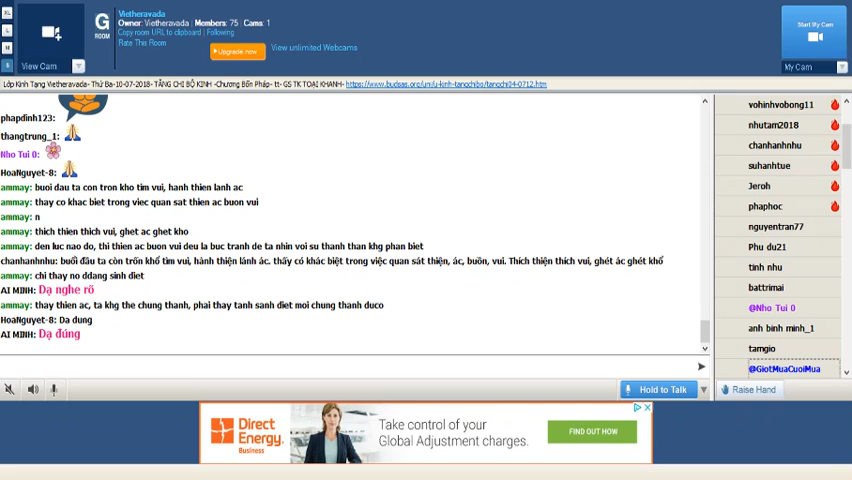 XL
L
M
S
View Cam
G
ROOM
Vietheravada
Owner: Vietheravada | Members: 75 | Cams: 1
Copy room URL to clipboard | Following
Rate This Room
Upgrade now
View unlimited Webcams
Start My Cam
My Cam
Lớp Kinh Tạng Vietheravada- Thứ Ba-10-07-2018- TĂNG CHI BỘ KINH -Chương Bốn Pháp- tt- GS TK TOẠI KHANH- https://www.budsas.org/uni/u-kinh-tangchibo/tangchi04-0712.htm
phapdinh123:
thangtrung_1:
Nho Tui 0:
HoaNguyet-8:
ammay: buoi dau ta con tron kho tim vui, hanh thien lanh ac
ammay: thay co khac biet trong viec quan sat thien ac buon vui
ammay: n
ammay: thich thien thich vui, ghet ac ghet kho
ammay: den luc nao do, thi thien ac buon vui deu la buc tranh de ta nhin voi su thanh than khg phan biet
chanhanhnhu: buổi đầu ta còn trốn khổ tìm vui, hành thiện lánh ác. thấy có khác biệt trong việc quan sát thiện, ác, buồn, vui. Thích thiện thích vui, ghét ác ghét khổ
ammay: chi thay no ddang sinh diet
AI MINH: Dạ nghe rõ
ammay: thay thien ac, ta khg the chung thanh, phai thay tanh sanh diet moi chung thanh duco
HoaNguyet-8: Da dung
AI MINH: Dạ đúng
vohinhvobong11
nhutam2018
chanhanhnhu
suhanhtue
Jeroh
phaphoc
nguyentran77
Phu du21
tinh nhu
battrimai
@Nho Tui 0
anh binh minh_1
tamgio
@GiotMuaCuoiMua
Hold to Talk
Raise Hand
Direct Energy.
Business
Take control of your
Global Adjustment charges.
FIND OUT HOW